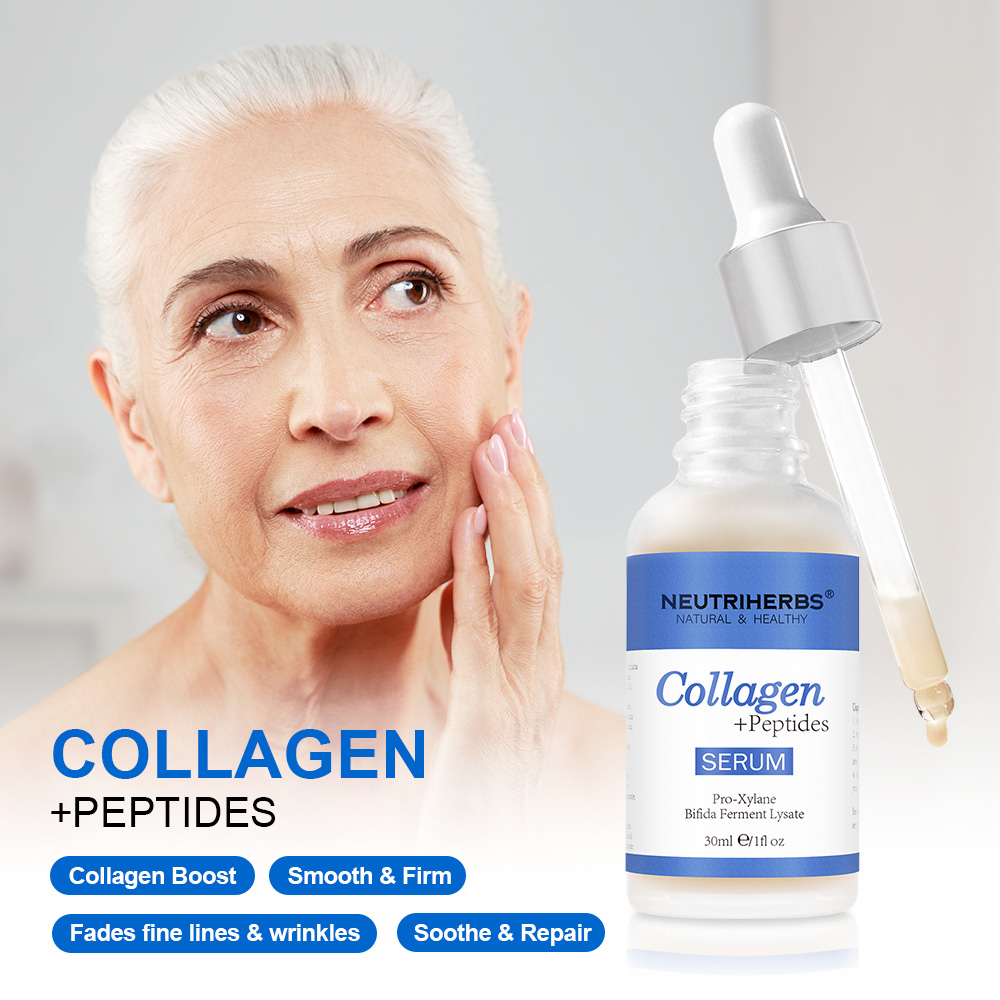 NEUTRIHERBS®
NATURAL & HEALTHY
Collagen
+Peptides
SERUM
Pro-Xylane
Bifida Ferment Lysate
30ml ℮/1fl oz
COLLAGEN
+PEPTIDES
Collagen Boost
Smooth & Firm
Fades fine lines & wrinkles
Soothe & Repair